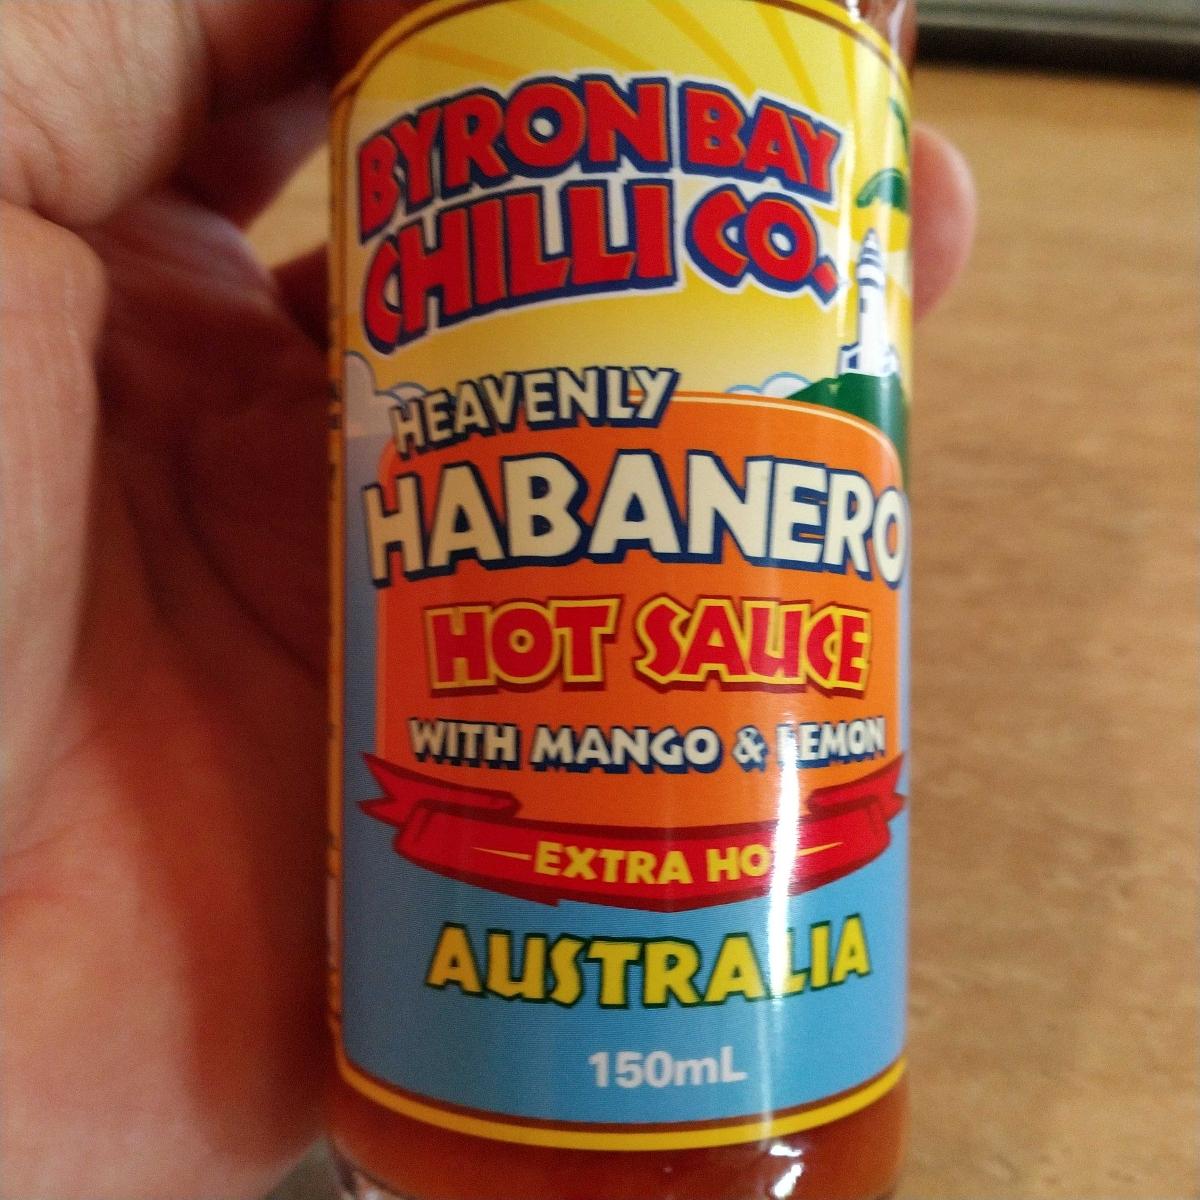 BYRON BAY
CHILLI CO.
HEAVENLY
HABANERO
HOT SAUCE
WITH MANGO & LEMON
EXTRA HOT
AUSTRALIA
150mL